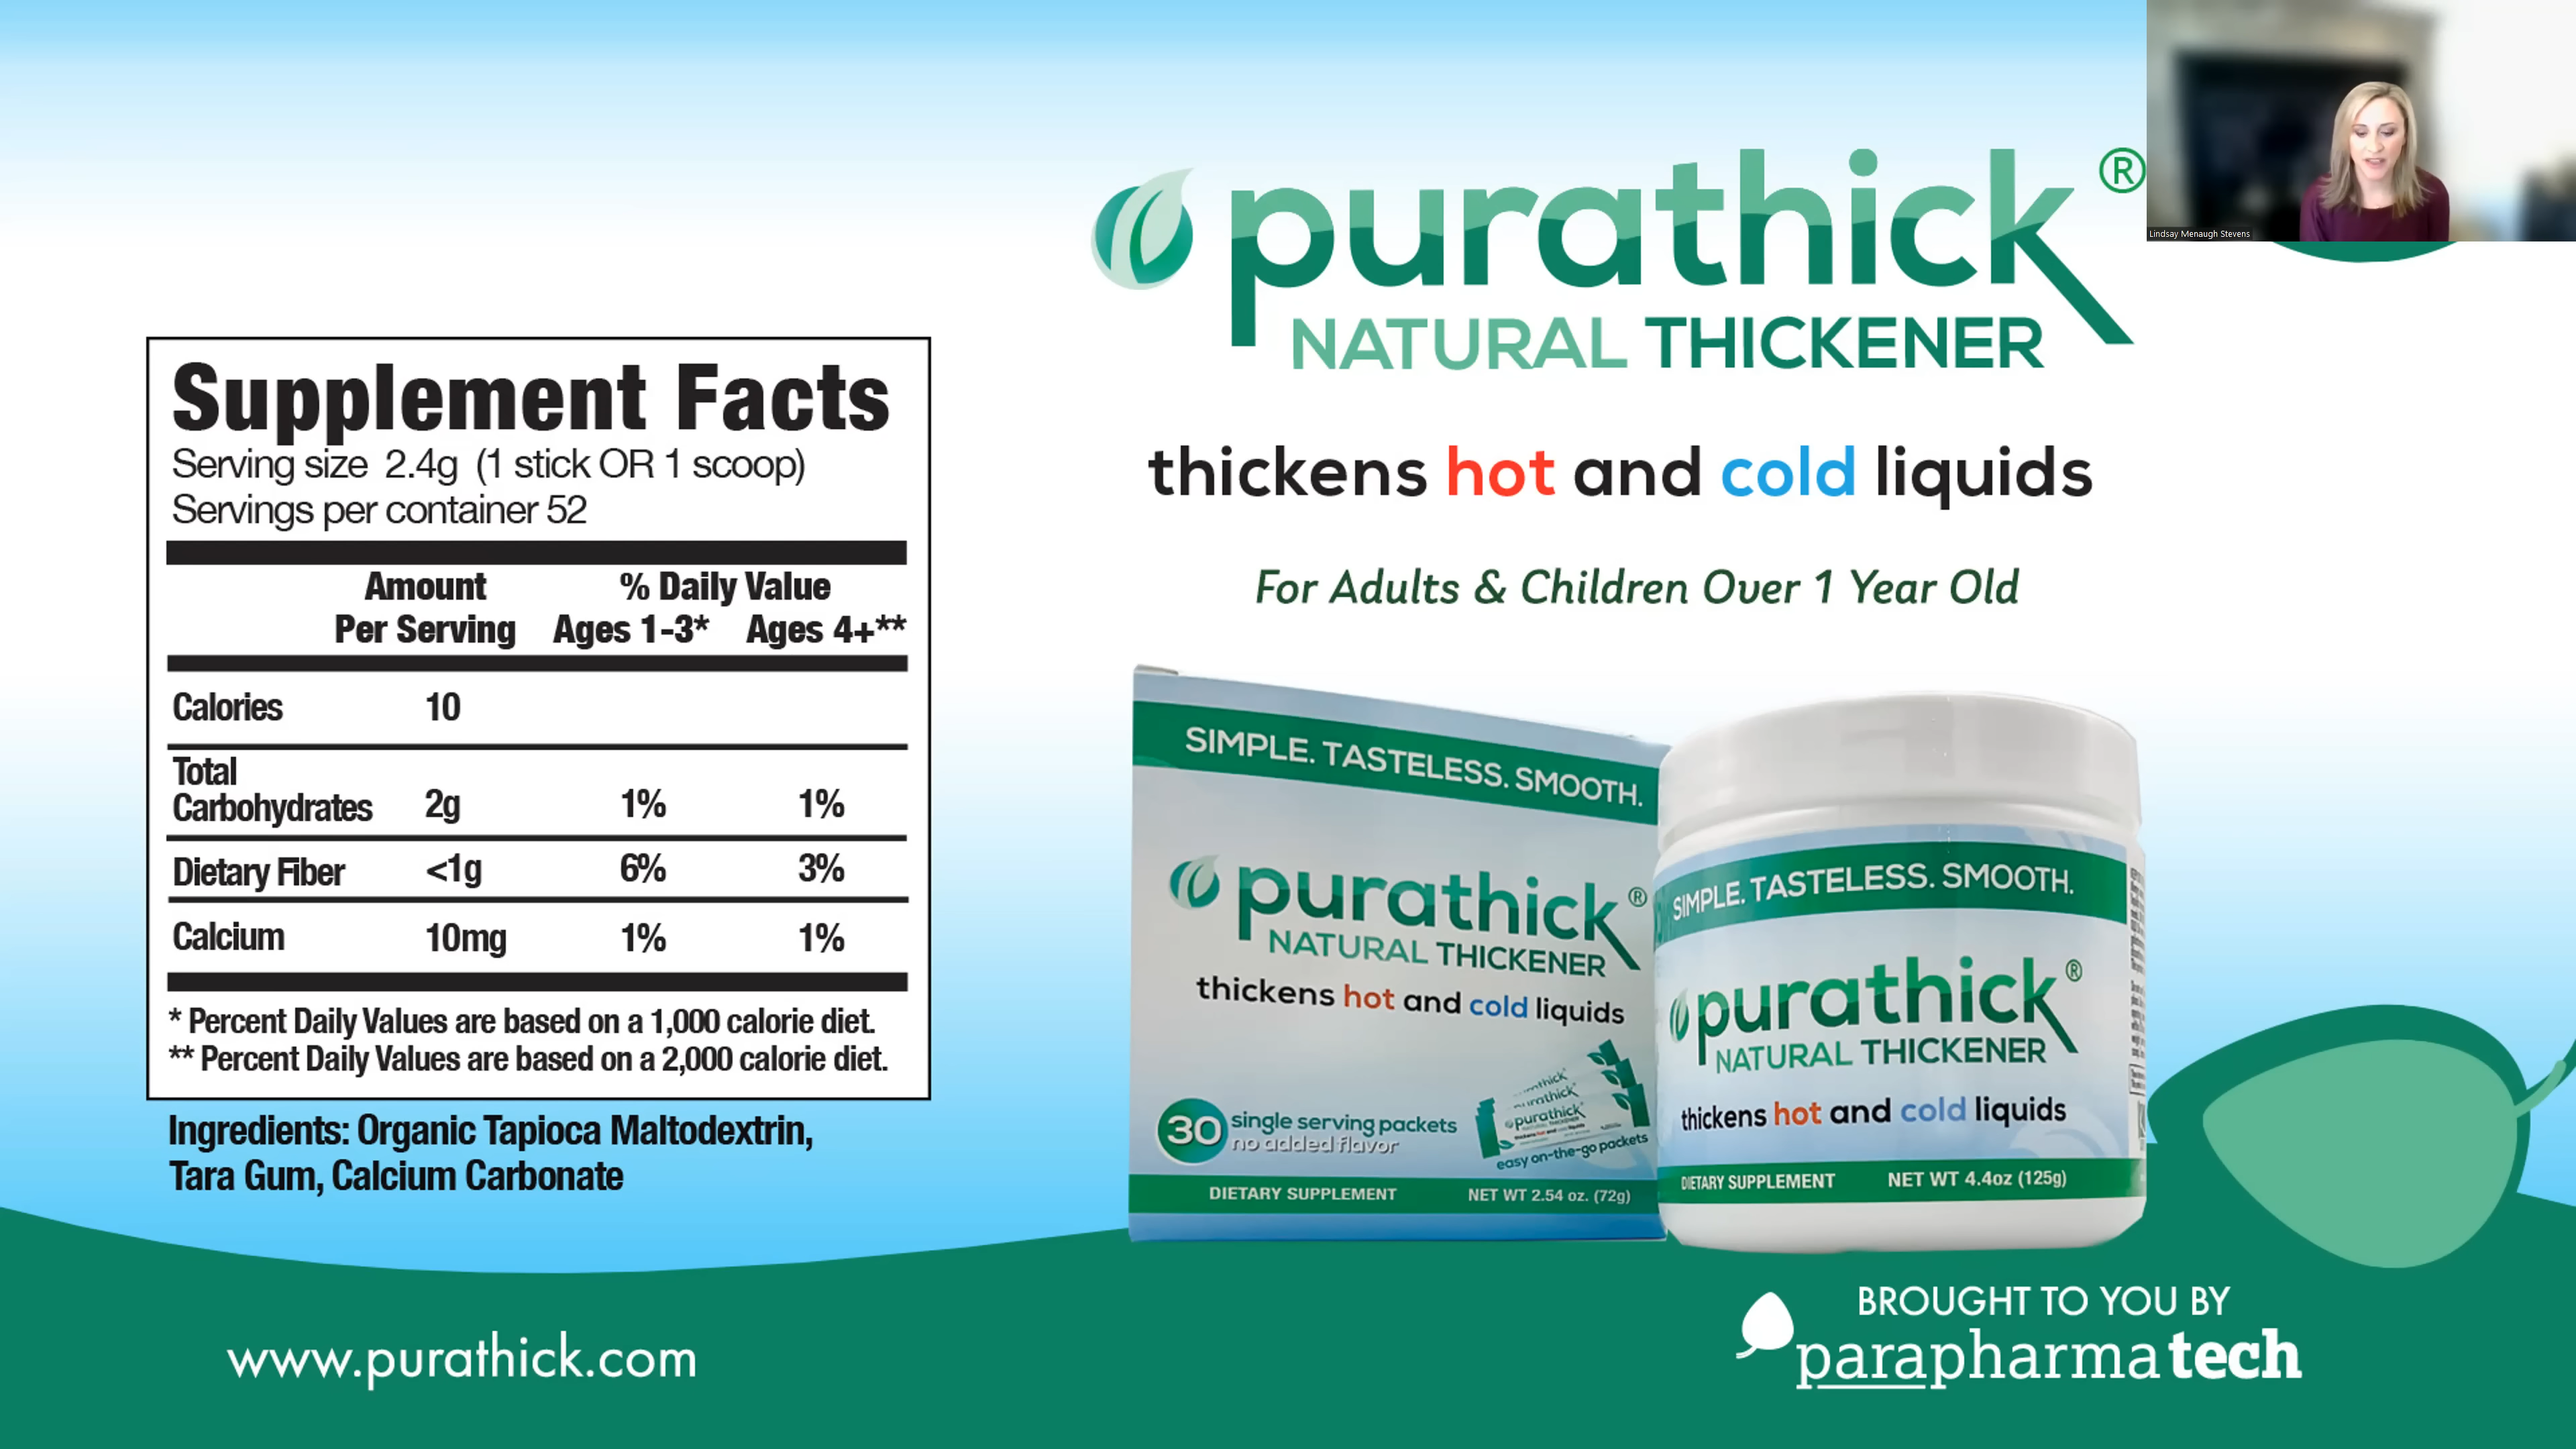 Lindsay Menaugh Stevens
purathick®
NATURAL THICKENER
thickens hot and cold liquids
For Adults & Children Over 1 Year Old
Supplement Facts
Serving size 2.4g (1 stick OR 1 scoop)
Servings per container 52
Amount % Daily Value
Per Serving Ages 1-3* Ages 4+**
Calories 10
Total
Carbohydrates 2g 1% 1%
Dietary Fiber <1g 6% 3%
Calcium 10mg 1% 1%
* Percent Daily Values are based on a 1,000 calorie diet.
** Percent Daily Values are based on a 2,000 calorie diet.
Ingredients: Organic Tapioca Maltodextrin,
Tara Gum, Calcium Carbonate
SIMPLE. TASTELESS. SMOOTH.
purathick®
NATURAL THICKENER
thickens hot and cold liquids
30 single serving packets
no added flavor
purathick
easy on-the-go packets
DIETARY SUPPLEMENT NET WT 2.54 oz. (72g)
SIMPLE. TASTELESS. SMOOTH.
purathick®
NATURAL THICKENER
thickens hot and cold liquids
DIETARY SUPPLEMENT NET WT 4.4oz (125g)
www.purathick.com
BROUGHT TO YOU BY
parapharmatech